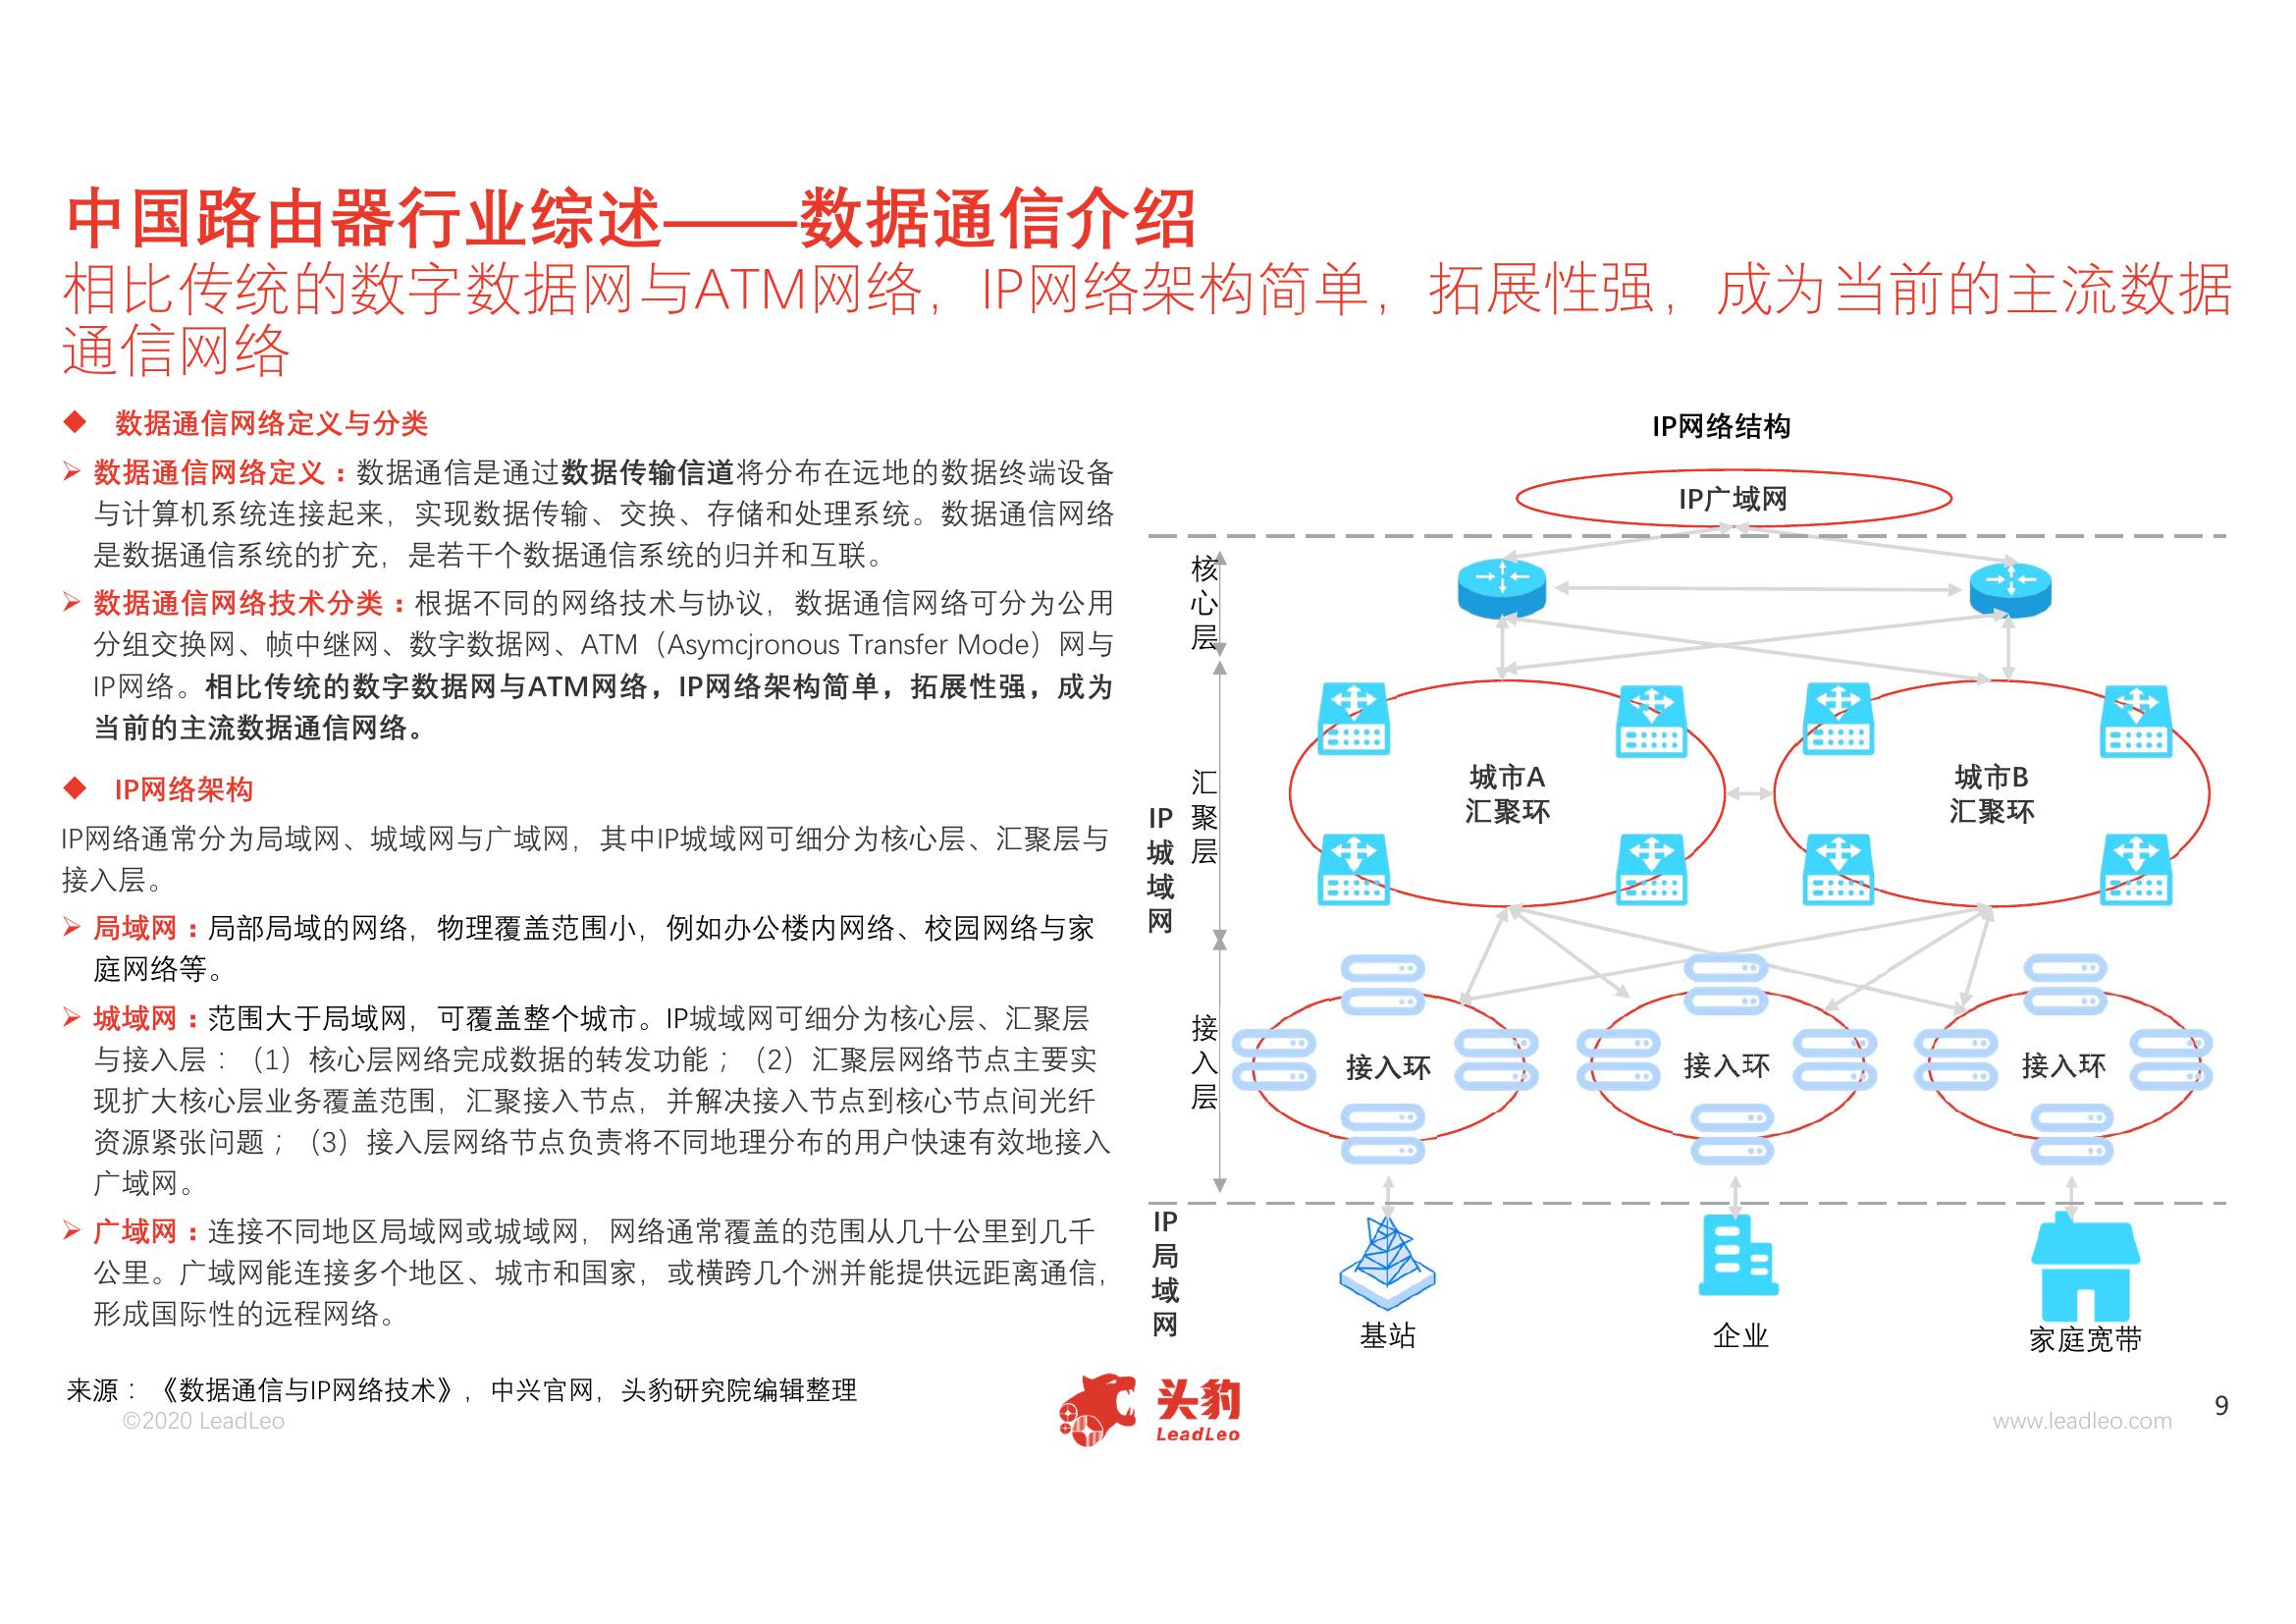 中国路由器行业综述——数据通信介绍
相比传统的数字数据网与ATM网络，IP网络架构简单，拓展性强，成为当前的主流数据
通信网络
◆ 数据通信网络定义与分类
➢ 数据通信网络定义：数据通信是通过数据传输信道将分布在远地的数据终端设备
与计算机系统连接起来，实现数据传输、交换、存储和处理系统。数据通信网络
是数据通信系统的扩充，是若干个数据通信系统的归并和互联。
➢ 数据通信网络技术分类：根据不同的网络技术与协议，数据通信网络可分为公用
分组交换网、帧中继网、数字数据网、ATM（Asymcjronous Transfer Mode）网与
IP网络。相比传统的数字数据网与ATM网络，IP网络架构简单，拓展性强，成为
当前的主流数据通信网络。
◆ IP网络架构
IP网络通常分为局域网、城域网与广域网，其中IP城域网可细分为核心层、汇聚层与
接入层。
➢ 局域网：局部局域的网络，物理覆盖范围小，例如办公楼内网络、校园网络与家
庭网络等。
➢ 城域网：范围大于局域网，可覆盖整个城市。IP城域网可细分为核心层、汇聚层
与接入层：（1）核心层网络完成数据的转发功能；（2）汇聚层网络节点主要实
现扩大核心层业务覆盖范围，汇聚接入节点，并解决接入节点到核心节点间光纤
资源紧张问题；（3）接入层网络节点负责将不同地理分布的用户快速有效地接入
广域网。
➢ 广域网：连接不同地区局域网或城域网，网络通常覆盖的范围从几十公里到几千
公里。广域网能连接多个地区、城市和国家，或横跨几个洲并能提供远距离通信，
形成国际性的远程网络。
IP网络结构
IP广域网
核心层
汇聚层
IP城域网
接入层
城市A
汇聚环
城市B
汇聚环
接入环
接入环
接入环
IP局域网
基站
企业
家庭宽带
来源：《数据通信与IP网络技术》，中兴官网，头豹研究院编辑整理
©2020 LeadLeo
头豹
LeadLeo
www.leadleo.com
9